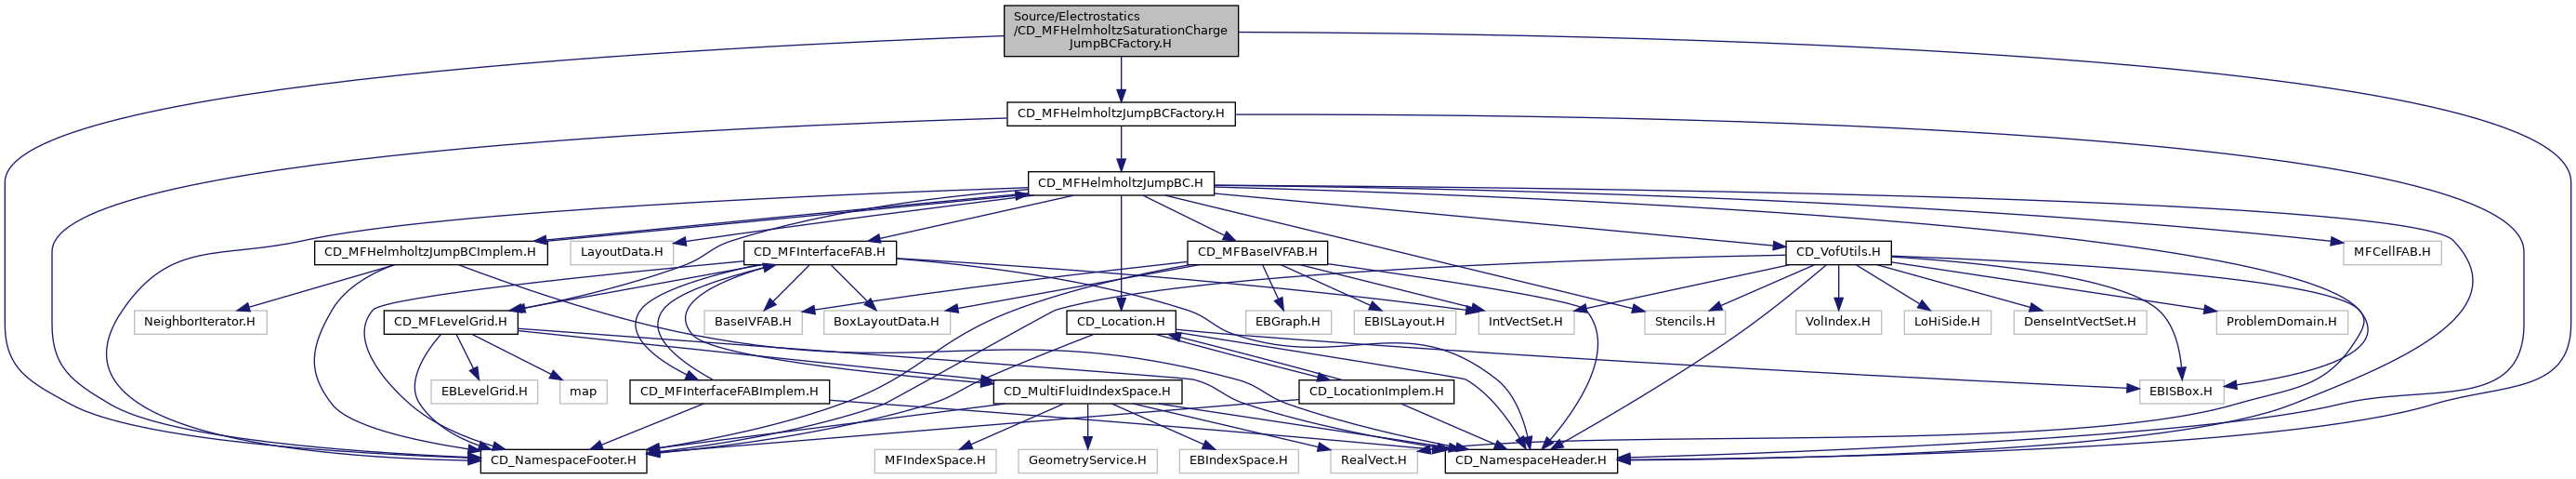 Source/Electrostatics
/CD_MFHelmholtzSaturationCharge
JumpBCFactory.H
CD_MFHelmholtzJumpBCFactory.H
CD_MFHelmholtzJumpBC.H
CD_MFHelmholtzJumpBCImplem.H
LayoutData.H
CD_MFInterfaceFAB.H
CD_MFBaseIVFAB.H
CD_VofUtils.H
MFCellFAB.H
NeighborIterator.H
CD_MFLevelGrid.H
BaseIVFAB.H
BoxLayoutData.H
CD_Location.H
EBGraph.H
EBISLayout.H
IntVectSet.H
Stencils.H
VolIndex.H
LoHiSide.H
DenseIntVectSet.H
ProblemDomain.H
EBLevelGrid.H
map
CD_MFInterfaceFABImplem.H
CD_MultiFluidIndexSpace.H
CD_LocationImplem.H
EBISBox.H
CD_NamespaceFooter.H
MFIndexSpace.H
GeometryService.H
EBIndexSpace.H
RealVect.H
CD_NamespaceHeader.H